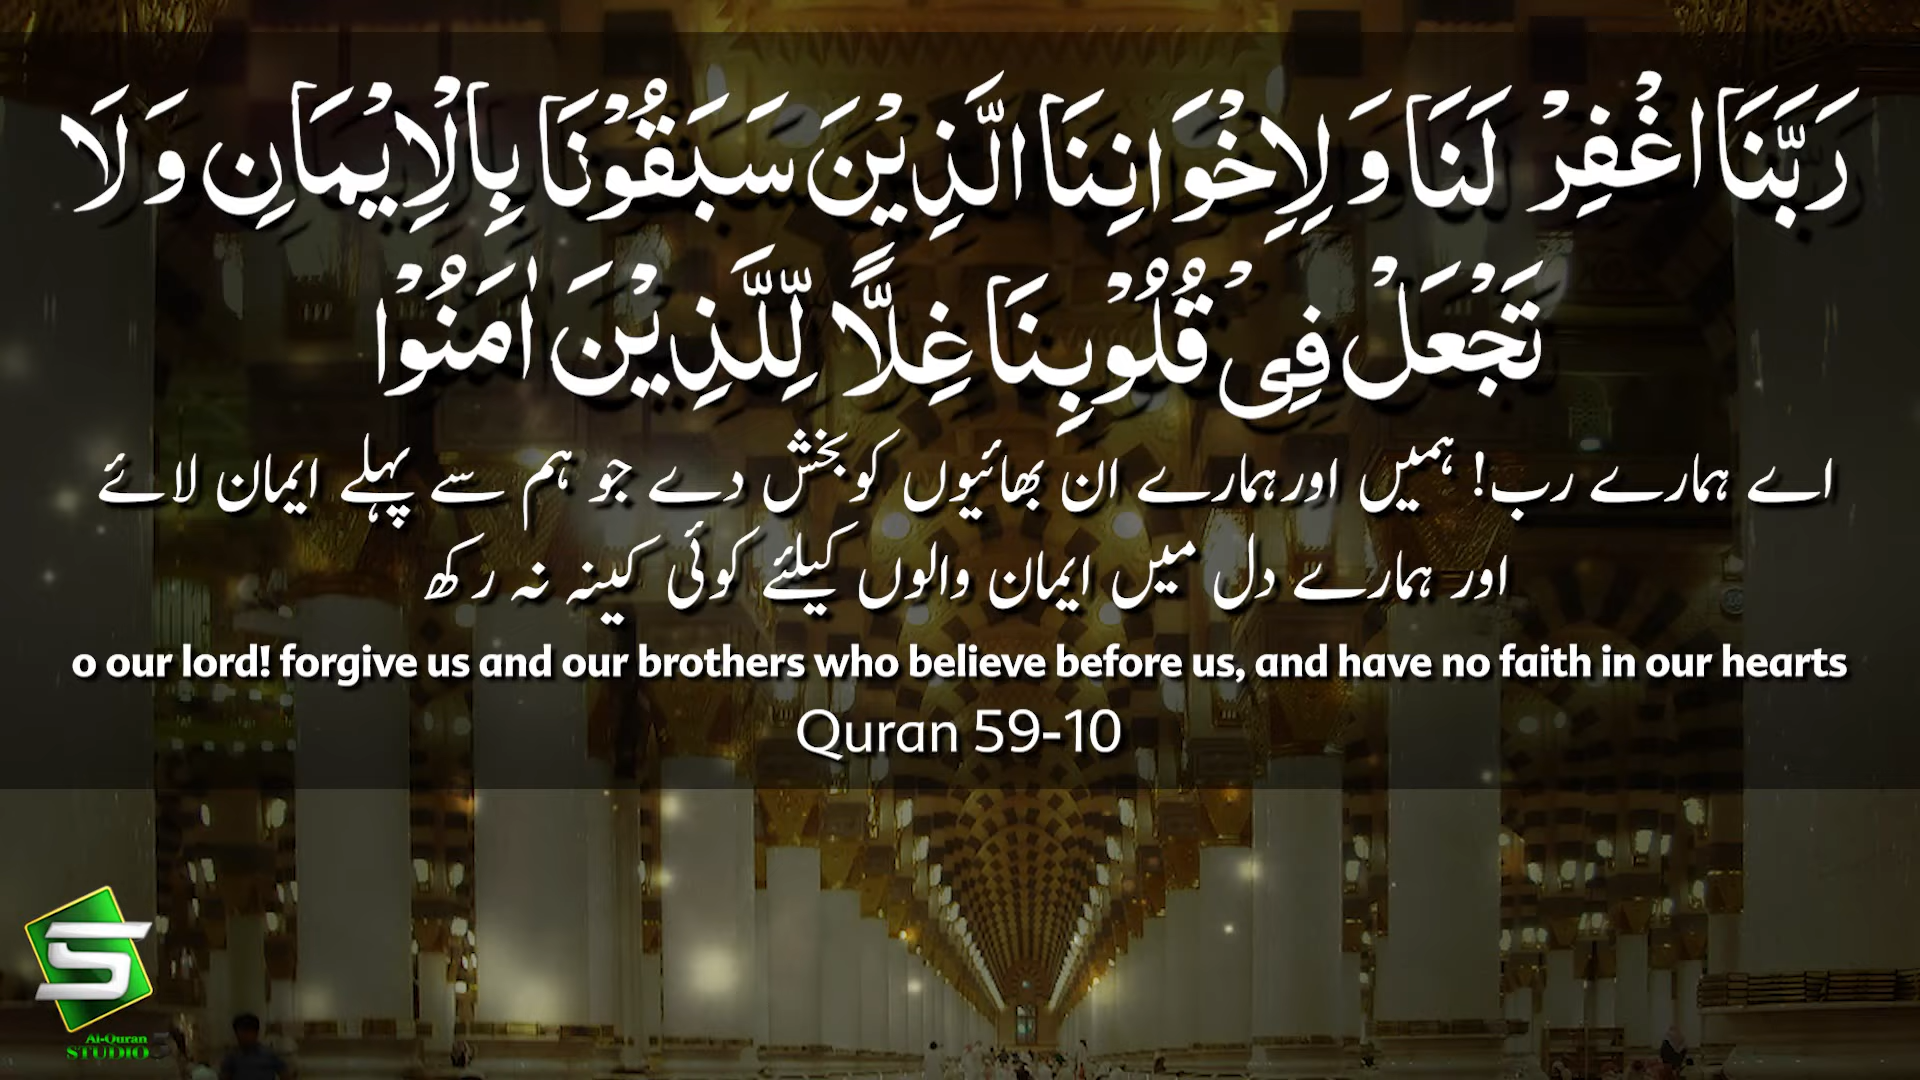 رَبَّنَا اغْفِرْ لَنَا وَ لِاِخْوَانِنَا الَّذِيْنَ سَبَقُوْنَا بِالْاِيْمَانِ وَ لَا
تَجْعَلْ فِىْ قُلُوْبِنَا غِلًّا لِّلَّذِيْنَ اٰمَنُوْا
اے ہمارے رب! ہمیں اور ہمارے ان بھائیوں کو بخش دے جو ہم سے پہلے ایمان لائے
اور ہمارے دل میں ایمان والوں کیلئے کوئی کینہ نہ رکھ
o our lord! forgive us and our brothers who believe before us, and have no faith in our hearts
Quran 59-10
S
Al-Quran
STUDIO5